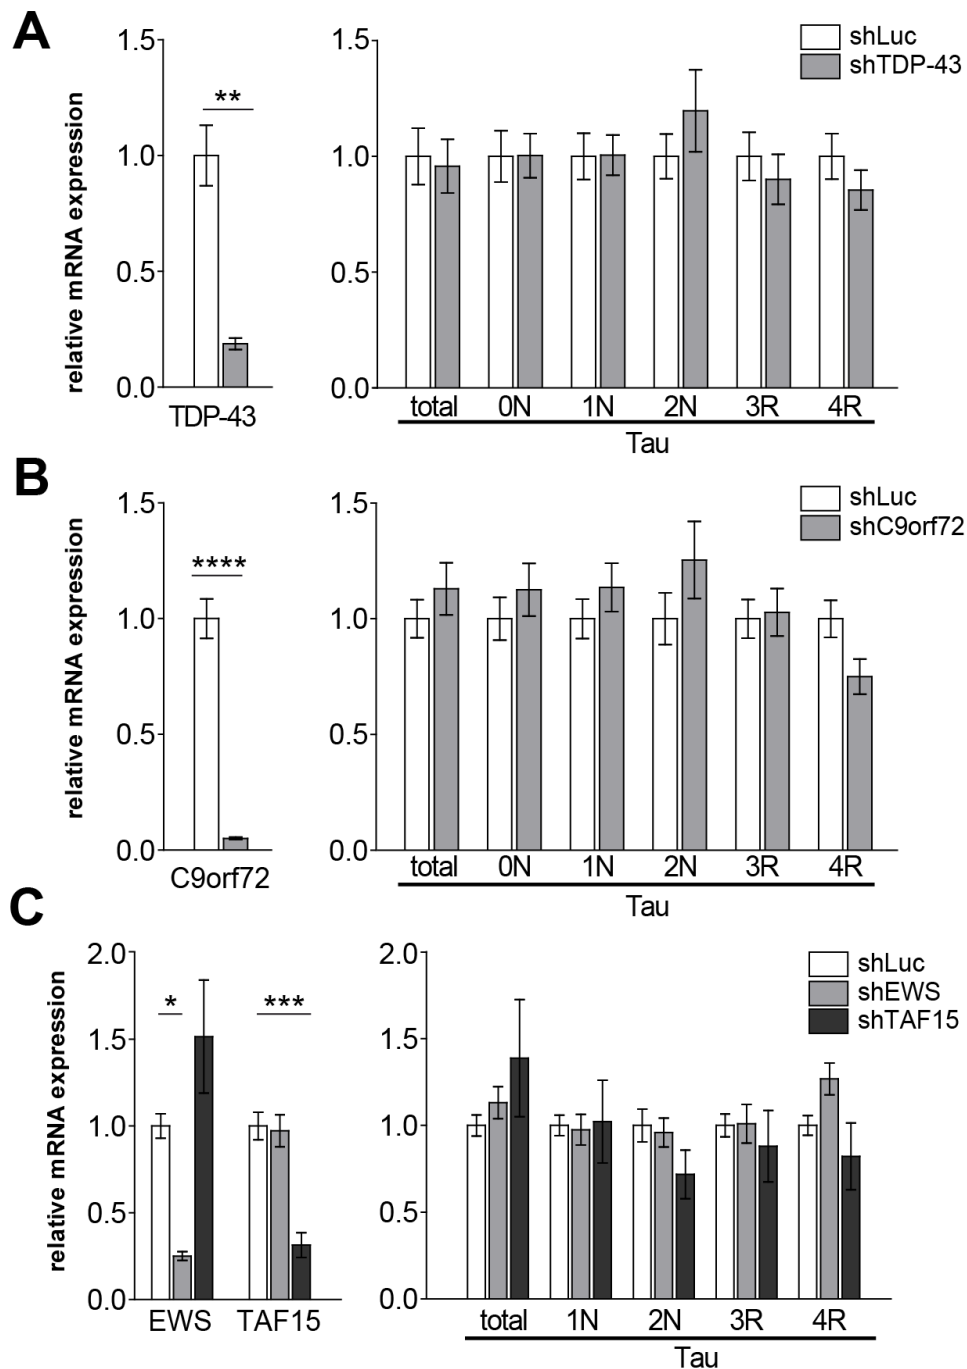 A
relative mRNA expression
1.5
1.0
0.5
0.0
**
TDP-43
1.5
1.0
0.5
0.0
shLuc
shTDP-43
total 0N 1N 2N 3R 4R
Tau
B
relative mRNA expression
1.5
1.0
0.5
0.0
****
C9orf72
1.5
1.0
0.5
0.0
shLuc
shC9orf72
total 0N 1N 2N 3R 4R
Tau
C
relative mRNA expression
2.0
1.5
1.0
0.5
0.0
* ***
EWS TAF15
2.0
1.5
1.0
0.5
0.0
shLuc
shEWS
shTAF15
total 1N 2N 3R 4R
Tau